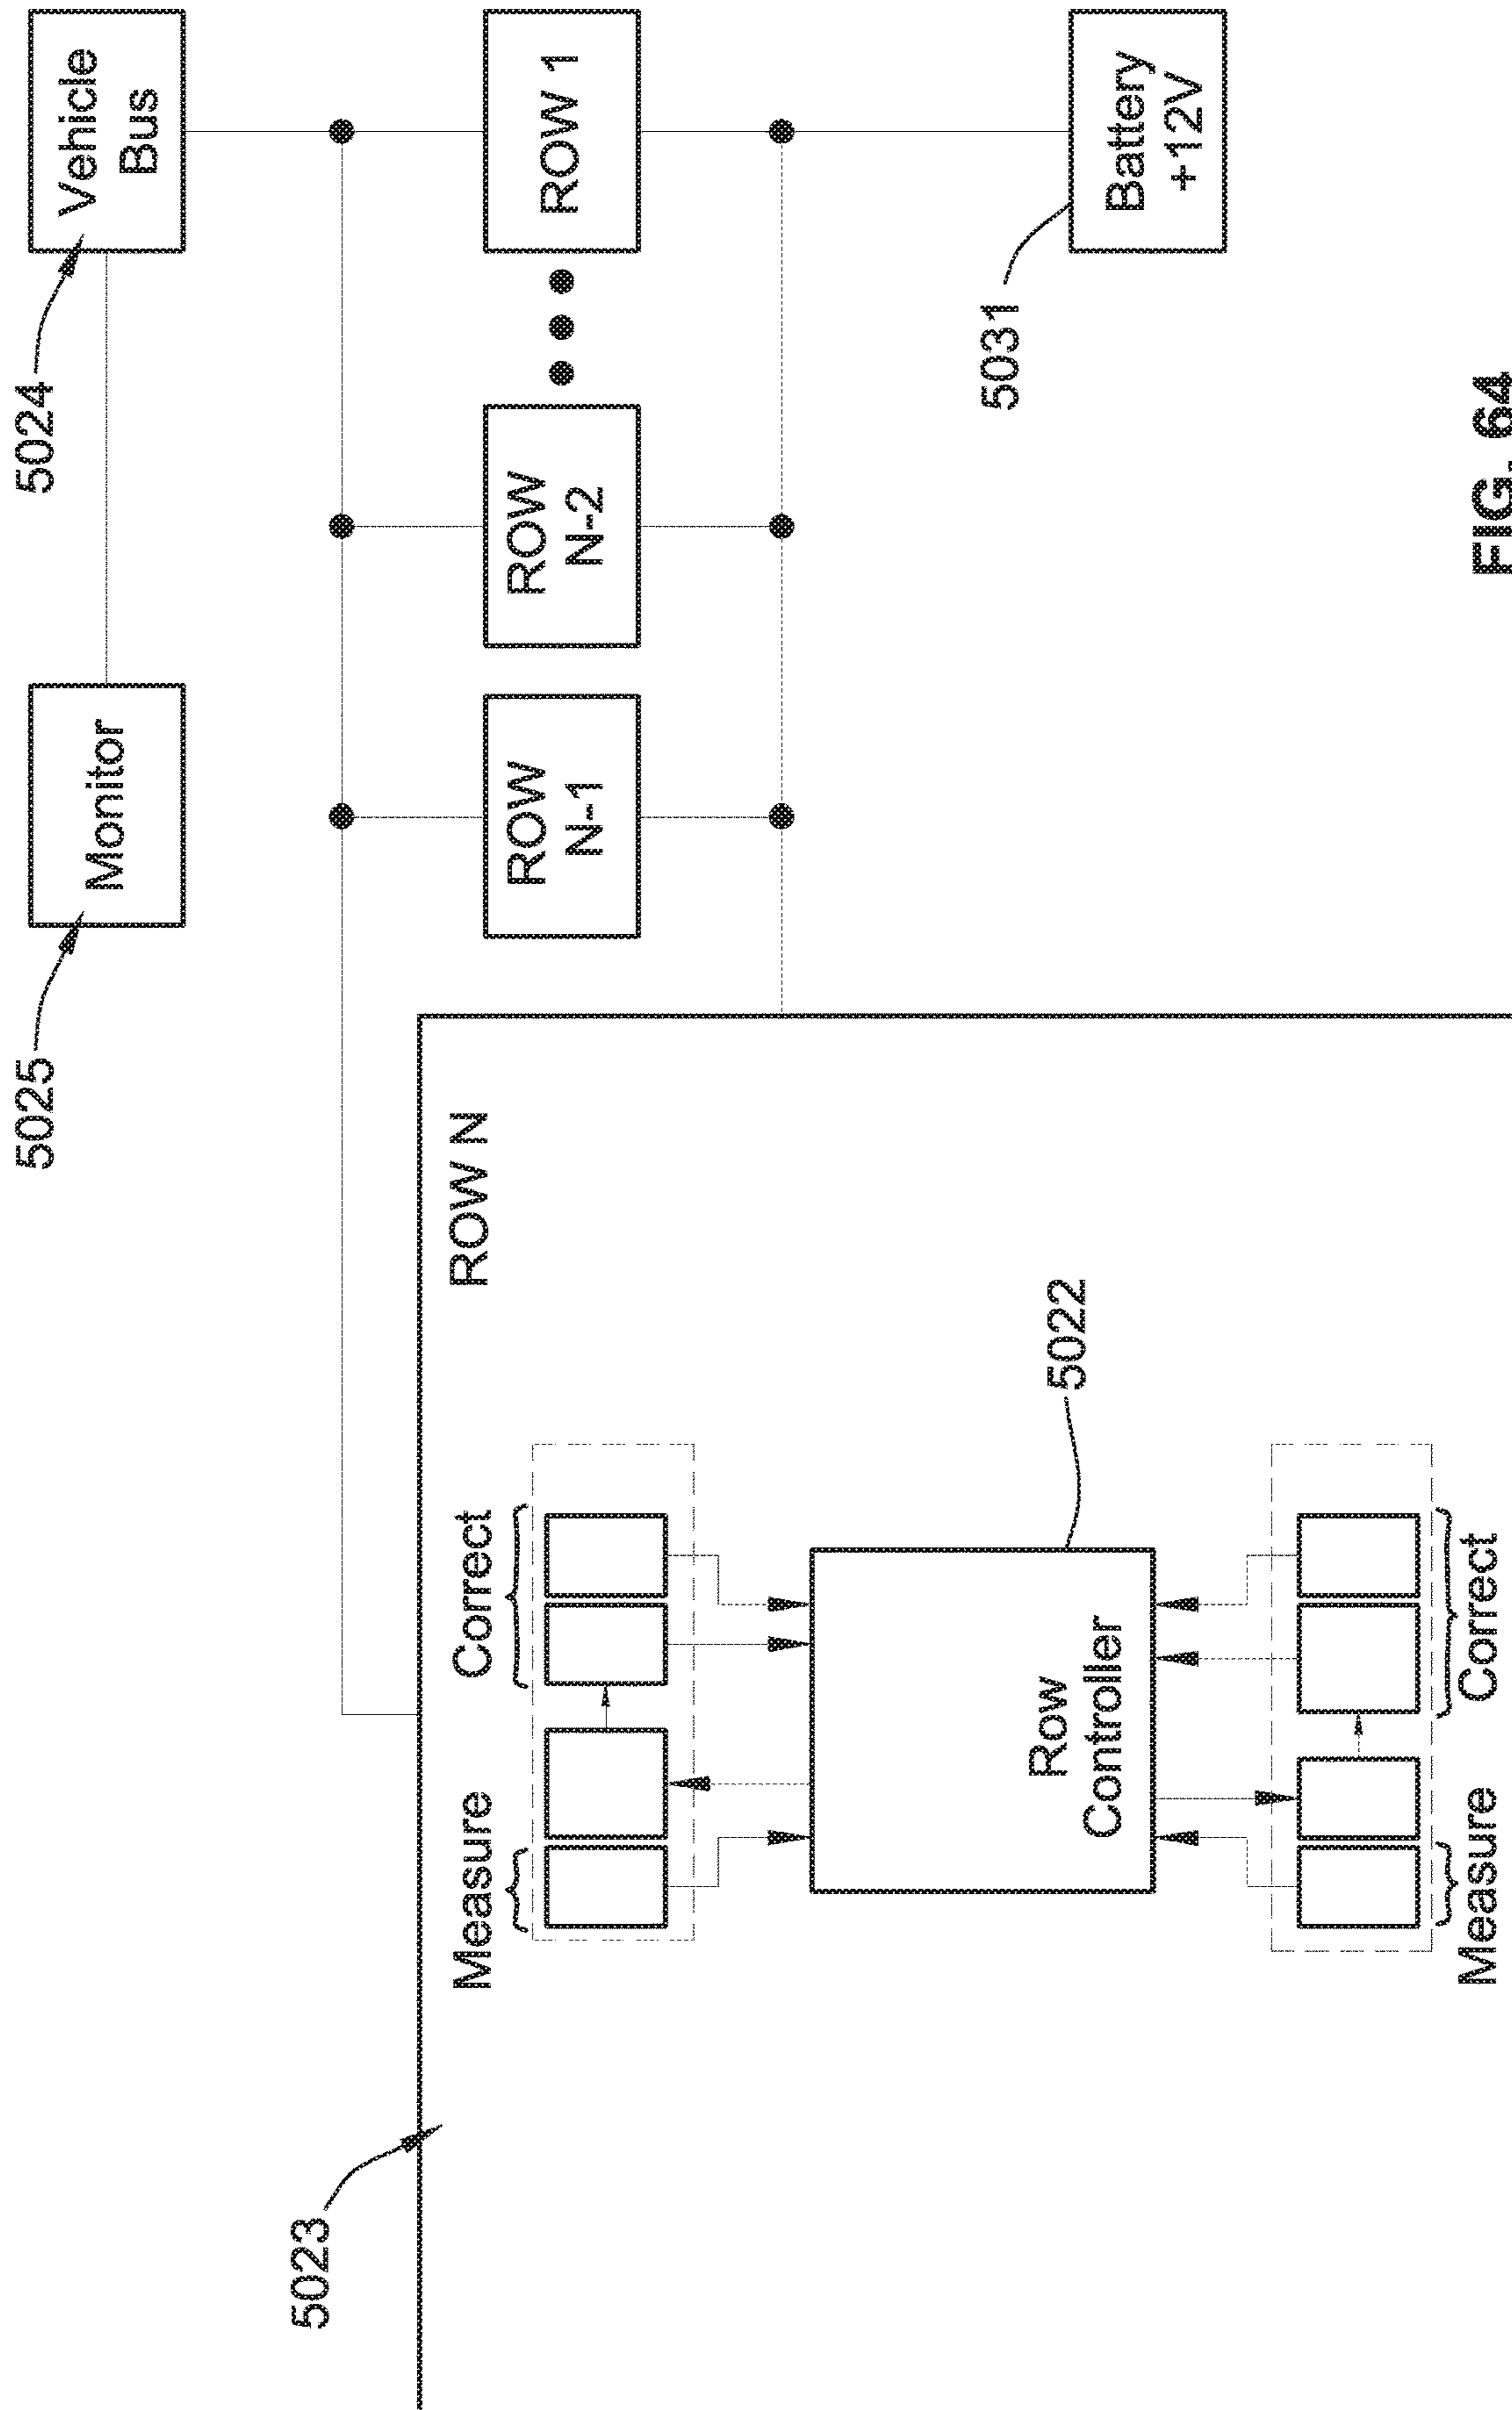 5023
5025
5024
Monitor
Vehicle
Bus
ROW N
Measure
Correct
ROW
N-1
ROW
N-2
ROW 1
Row
Controller
5022
5031
Battery
+12V
Measure
Correct
FIG. 64